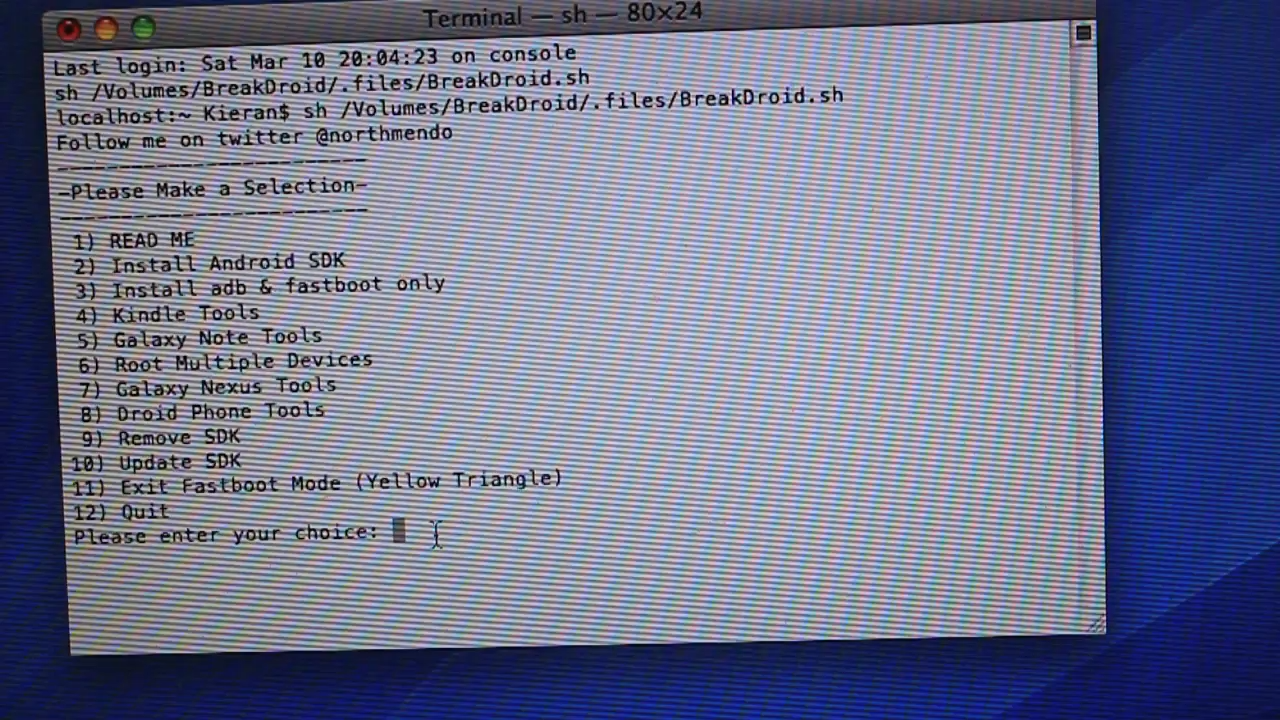 Terminal — sh — 80×24
Last login: Sat Mar 10 20:04:23 on console
sh /Volumes/BreakDroid/.files/BreakDroid.sh
localhost:~ Kieran$ sh /Volumes/BreakDroid/.files/BreakDroid.sh
Follow me on twitter @northmendo
-------------------------
-Please Make a Selection-
-------------------------
1) READ ME
2) Install Android SDK
3) Install adb & fastboot only
4) Kindle Tools
5) Galaxy Note Tools
6) Root Multiple Devices
7) Galaxy Nexus Tools
8) Droid Phone Tools
9) Remove SDK
10) Update SDK
11) Exit Fastboot Mode (Yellow Triangle)
12) Quit
Please enter your choice: